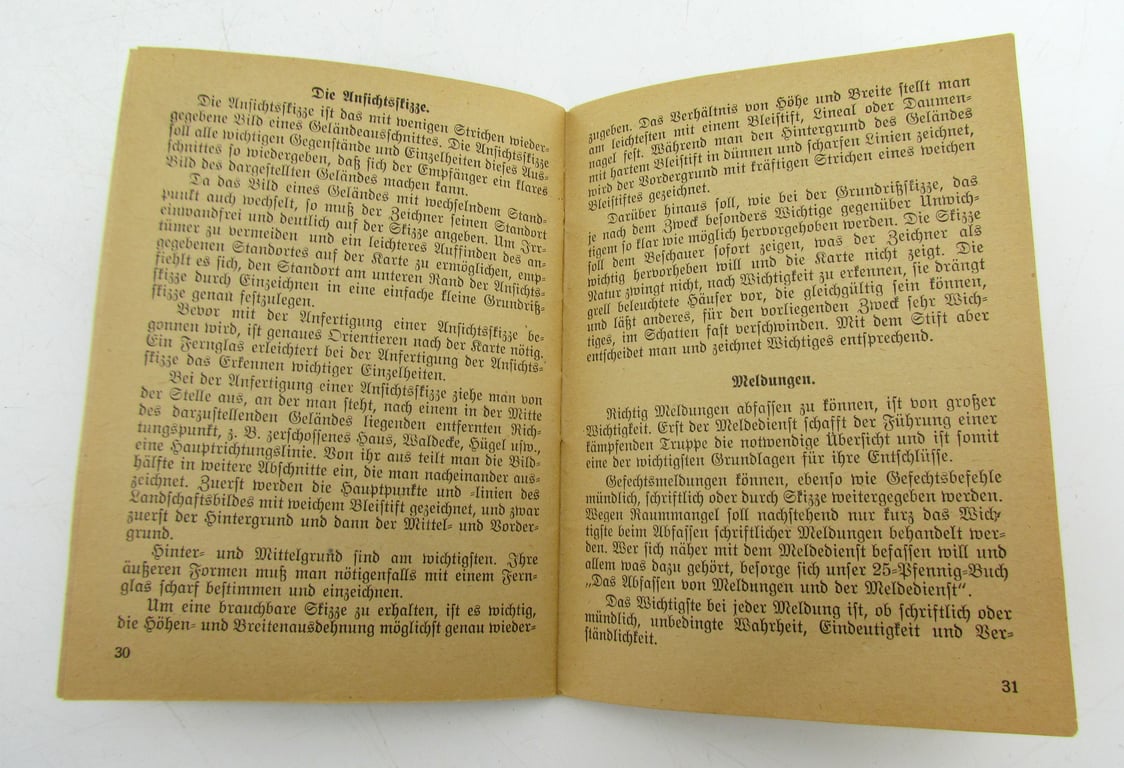 Die Ansichtsskizze.
Die Ansichtsskizze ist das mit wenigen Strichen wieder-
gegebene Bild eines Geländeausschnittes. Die Ansichtsskizze
soll alle wichtigen Gegenstände und Einzelheiten dieses Aus-
schnittes so wiedergeben, daß sich der Empfänger ein klares
Bild des dargestellten Geländes machen kann.
Da das Bild eines Geländes mit wechselndem Stand-
punkt auch wechselt, so muß der Zeichner seinen Standort
einwandfrei und deutlich auf der Skizze angeben. Um Irr-
tümer zu vermeiden und ein leichteres Auffinden des an-
gegebenen Standortes auf der Karte zu ermöglichen, emp-
fiehlt es sich, den Standort am unteren Rand der Ansichts-
skizze durch Einzeichnen in eine einfache kleine Grundriß-
skizze genau festzulegen.
Bevor mit der Anfertigung einer Ansichtsskizze be-
gonnen wird, ist genaues Orientieren nach der Karte nötig.
Ein Fernglas erleichtert bei der Anfertigung der Ansichts-
skizze das Erkennen wichtiger Einzelheiten.
Bei der Anfertigung einer Ansichtsskizze ziehe man von
der Stelle aus, an der man steht, nach einem in der Mitte
des darzustellenden Geländes liegenden entfernten Rich-
tungspunkt, z. B. zerschossenes Haus, Waldecke, Hügel usw.,
eine Hauptrichtungslinie. Von ihr aus teilt man die Bild-
hälfte in weitere Abschnitte ein, die man nacheinander aus-
zeichnet. Zuerst werden die Hauptpunkte und -linien des
Landschaftsbildes mit weichem Bleistift gezeichnet, und zwar
zuerst der Hintergrund und dann der Mittel- und Vorder-
grund.
Hinter- und Mittelgrund sind am wichtigsten. Ihre
äußeren Formen muß man nötigenfalls mit einem Fern-
glas scharf bestimmen und einzeichnen.
Um eine brauchbare Skizze zu erhalten, ist es wichtig,
die Höhen- und Breitenausdehnung möglichst genau wieder-
30
zugeben. Das Verhältnis von Höhe und Breite stellt man
am leichtesten mit einem Bleistift, Lineal oder Daumen-
nagel fest. Während man den Hintergrund des Geländes
mit hartem Bleistift in dünnen und scharfen Linien zeichnet,
wird der Vordergrund mit kräftigen Strichen eines weichen
Bleistiftes gezeichnet.
Darüber hinaus soll, wie bei der Grundrißskizze, das
je nach dem Zweck besonders Wichtige gegenüber Unwich-
tigem so klar wie möglich hervorgehoben werden. Die Skizze
soll dem Beschauer sofort zeigen, was der Zeichner als
wichtig hervorheben will und die Karte nicht zeigt. Die
Natur zwingt nicht, nach Wichtigkeit zu erkennen, sie drängt
grell beleuchtete Häuser vor, die gleichgültig sein können,
und läßt anderes, für den vorliegenden Zweck sehr Wich-
tiges, im Schatten fast verschwinden. Mit dem Stift aber
entscheidet man und zeichnet Wichtiges entsprechend.
Meldungen.
Richtig Meldungen abfassen zu können, ist von großer
Wichtigkeit. Erst der Meldedienst schafft der Führung einer
kämpfenden Truppe die notwendige Übersicht und ist somit
eine der wichtigsten Grundlagen für ihre Entschlüsse.
Gefechtsmeldungen können, ebenso wie Gefechtsbefehle
mündlich, schriftlich oder durch Skizze weitergegeben werden.
Wegen Raummangel soll nachstehend nur kurz das Wich-
tigste beim Abfassen schriftlicher Meldungen behandelt wer-
den. Wer sich näher mit dem Meldedienst befassen will und
allem was dazu gehört, besorge sich unser 25-Pfennig-Buch
„Das Abfassen von Meldungen und der Meldedienst“.
Das Wichtigste bei jeder Meldung ist, ob schriftlich oder
mündlich, unbedingte Wahrheit, Eindeutigkeit und Ver-
ständlichkeit.
31